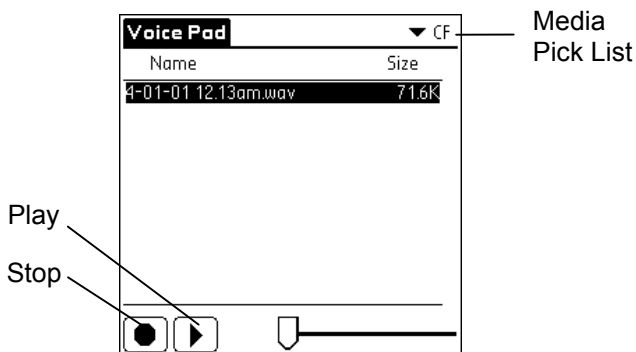 Voice Pad
CF
Media
Pick List
Name
Size
4-01-01 12.13am.wav
71.6K
Play
Stop